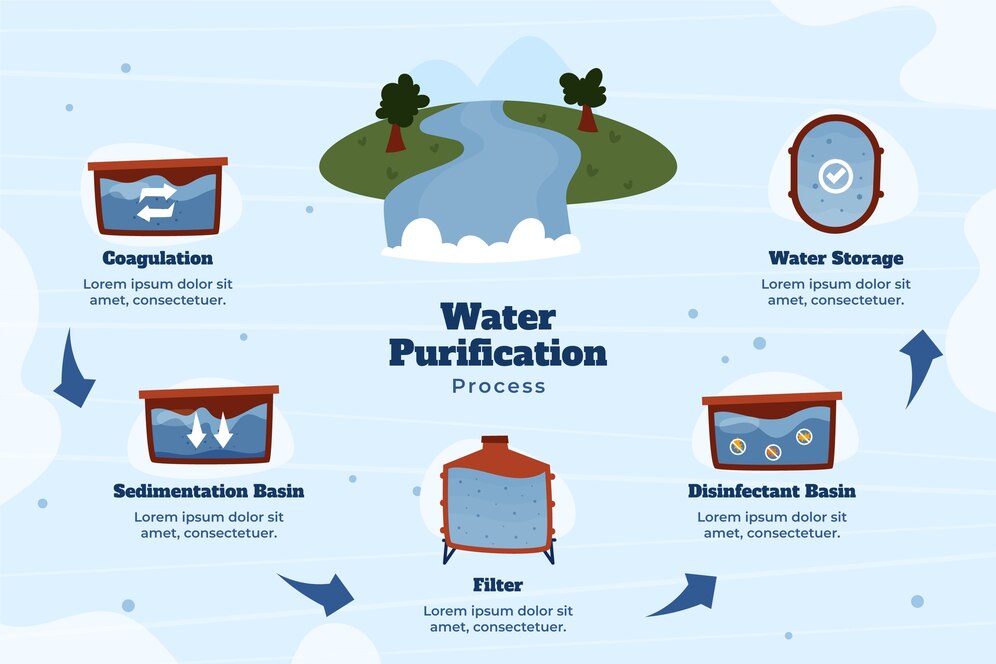 Water
Purification
Process
Coagulation
Lorem ipsum dolor sit
amet, consectetuer.
Sedimentation Basin
Lorem ipsum dolor sit
amet, consectetuer.
Filter
Lorem ipsum dolor sit
amet, consectetuer.
Disinfectant Basin
Lorem ipsum dolor sit
amet, consectetuer.
Water Storage
Lorem ipsum dolor sit
amet, consectetuer.